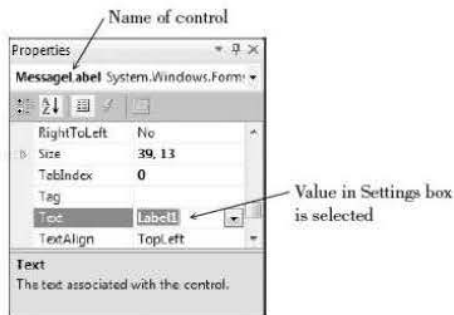 Name of control
Properties
MessageLabel System.Windows.Form
RightToLeft No
Size 39, 13
TabIndex 0
Tag
Text Label1
Value in Settings box
is selected
TextAlign TopLeft
Text
The text associated with the control.